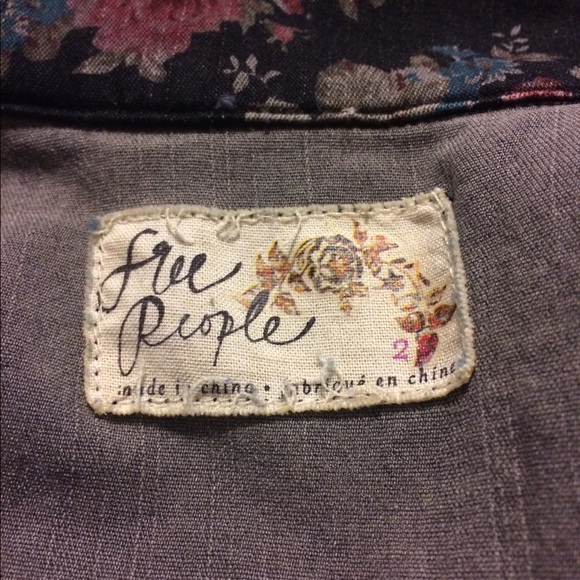 Free
People
2
made in china • fabriqué en chine